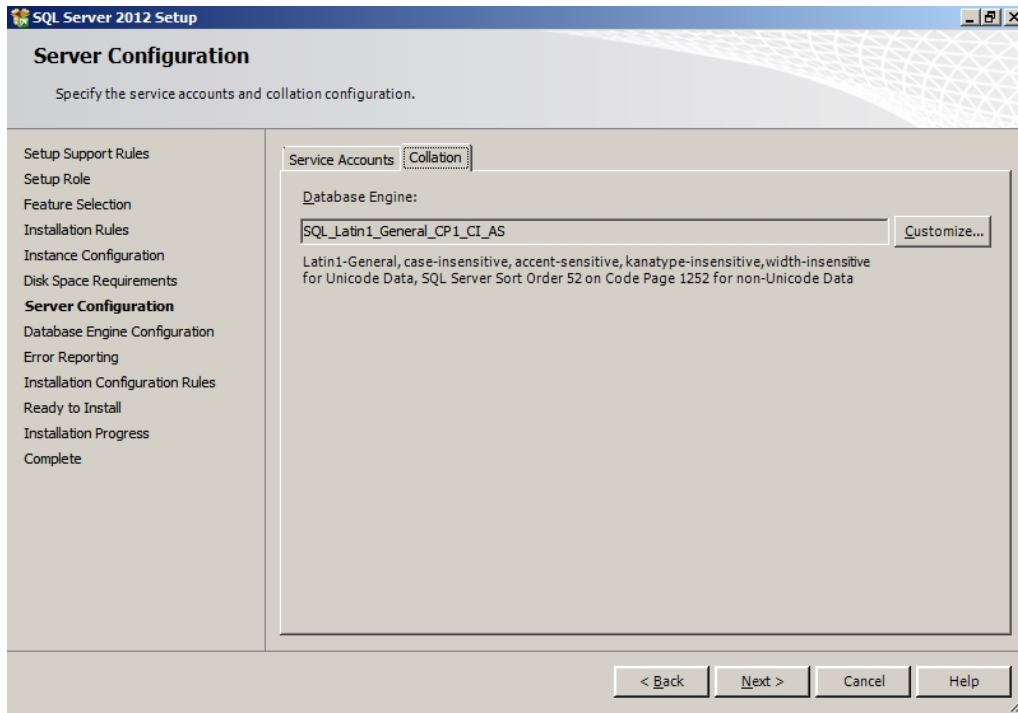 SQL Server 2012 Setup
Server Configuration
Specify the service accounts and collation configuration.
Setup Support Rules
Setup Role
Feature Selection
Installation Rules
Instance Configuration
Disk Space Requirements
Server Configuration
Database Engine Configuration
Error Reporting
Installation Configuration Rules
Ready to Install
Installation Progress
Complete
Service Accounts Collation
Database Engine:
SQL_Latin1_General_CP1_CI_AS Customize...
Latin1-General, case-insensitive, accent-sensitive, kanatype-insensitive, width-insensitive
for Unicode Data, SQL Server Sort Order 52 on Code Page 1252 for non-Unicode Data
< Back Next > Cancel Help